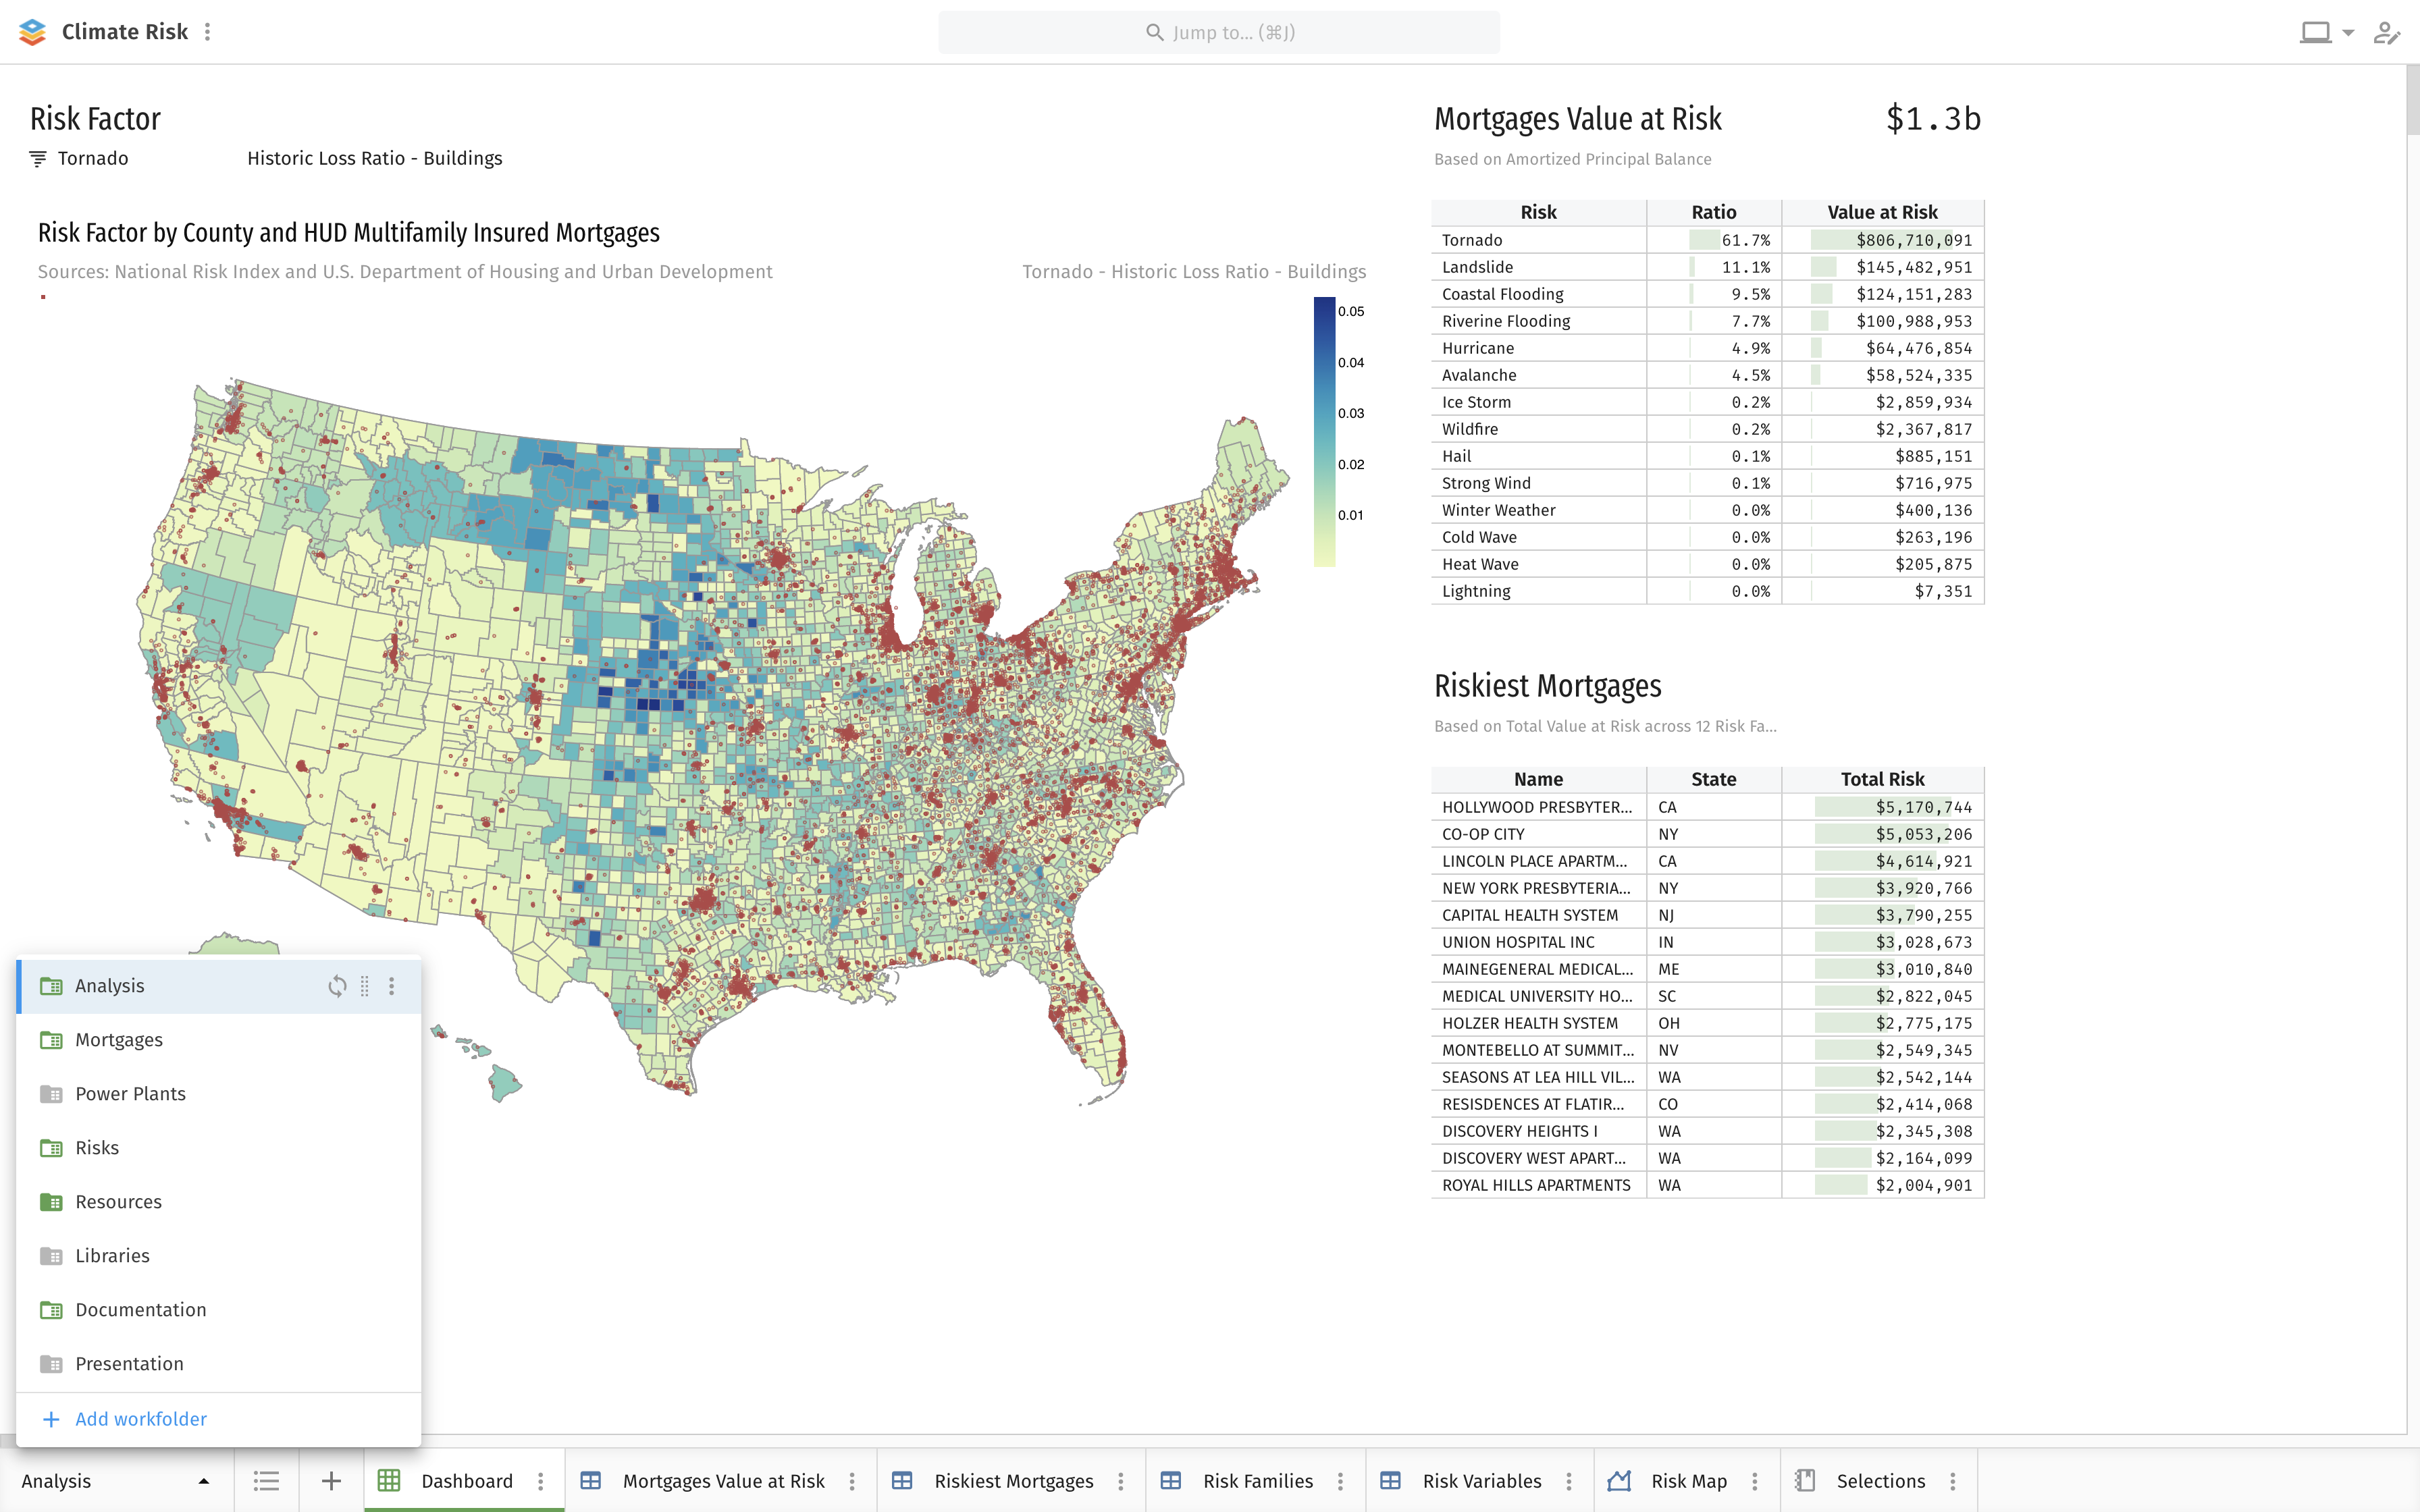 Climate Risk
Jump to... (⌘J)
Risk Factor
Tornado
Historic Loss Ratio - Buildings
Risk Factor by County and HUD Multifamily Insured Mortgages
Sources: National Risk Index and U.S. Department of Housing and Urban Development
Tornado - Historic Loss Ratio - Buildings
0.05
0.04
0.03
0.02
0.01
Mortgages Value at Risk $1.3b
Based on Amortized Principal Balance
Risk Ratio Value at Risk
Tornado 61.7% $806,710,091
Landslide 11.1% $145,482,951
Coastal Flooding 9.5% $124,151,283
Riverine Flooding 7.7% $100,988,953
Hurricane 4.9% $64,476,854
Avalanche 4.5% $58,524,335
Ice Storm 0.2% $2,859,934
Wildfire 0.2% $2,367,817
Hail 0.1% $885,151
Strong Wind 0.1% $716,975
Winter Weather 0.0% $400,136
Cold Wave 0.0% $263,196
Heat Wave 0.0% $205,875
Lightning 0.0% $7,351
Riskiest Mortgages
Based on Total Value at Risk across 12 Risk Fa...
Name State Total Risk
HOLLYWOOD PRESBYTER... CA $5,170,744
CO-OP CITY NY $5,053,206
LINCOLN PLACE APARTM... CA $4,614,921
NEW YORK PRESBYTERIA... NY $3,920,766
CAPITAL HEALTH SYSTEM NJ $3,790,255
UNION HOSPITAL INC IN $3,028,673
MAINEGENERAL MEDICAL... ME $3,010,840
MEDICAL UNIVERSITY HO... SC $2,822,045
HOLZER HEALTH SYSTEM OH $2,775,175
MONTEBELLO AT SUMMIT... NV $2,549,345
SEASONS AT LEA HILL VIL... WA $2,542,144
RESISDENCES AT FLATIR... CO $2,414,068
DISCOVERY HEIGHTS I WA $2,345,308
DISCOVERY WEST APART... WA $2,164,099
ROYAL HILLS APARTMENTS WA $2,004,901
Analysis
Mortgages
Power Plants
Risks
Resources
Libraries
Documentation
Presentation
Add workfolder
Analysis
Dashboard
Mortgages Value at Risk
Riskiest Mortgages
Risk Families
Risk Variables
Risk Map
Selections